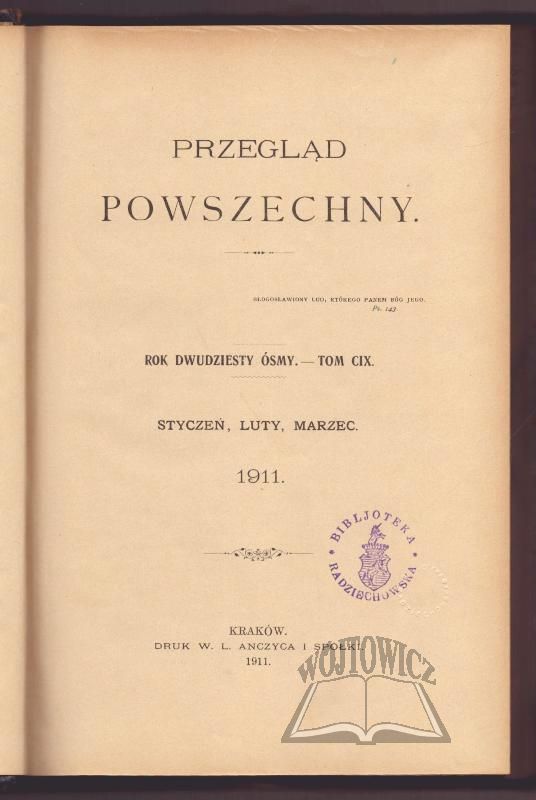 PRZEGLĄD
POWSZECHNY.
BŁOGOSŁAWIONY LUD, KTÓREGO PANEM BÓG JEGO.
Ps. 143
ROK DWUDZIESTY ÓSMY. — TOM CIX.
STYCZEŃ, LUTY, MARZEC.
1911.
BIBLJOTEKA
RADZIECHOWSKA
KRAKÓW.
DRUK W. L. ANCZYCA I SPÓŁKI.
1911.
WÓJTOWICZ